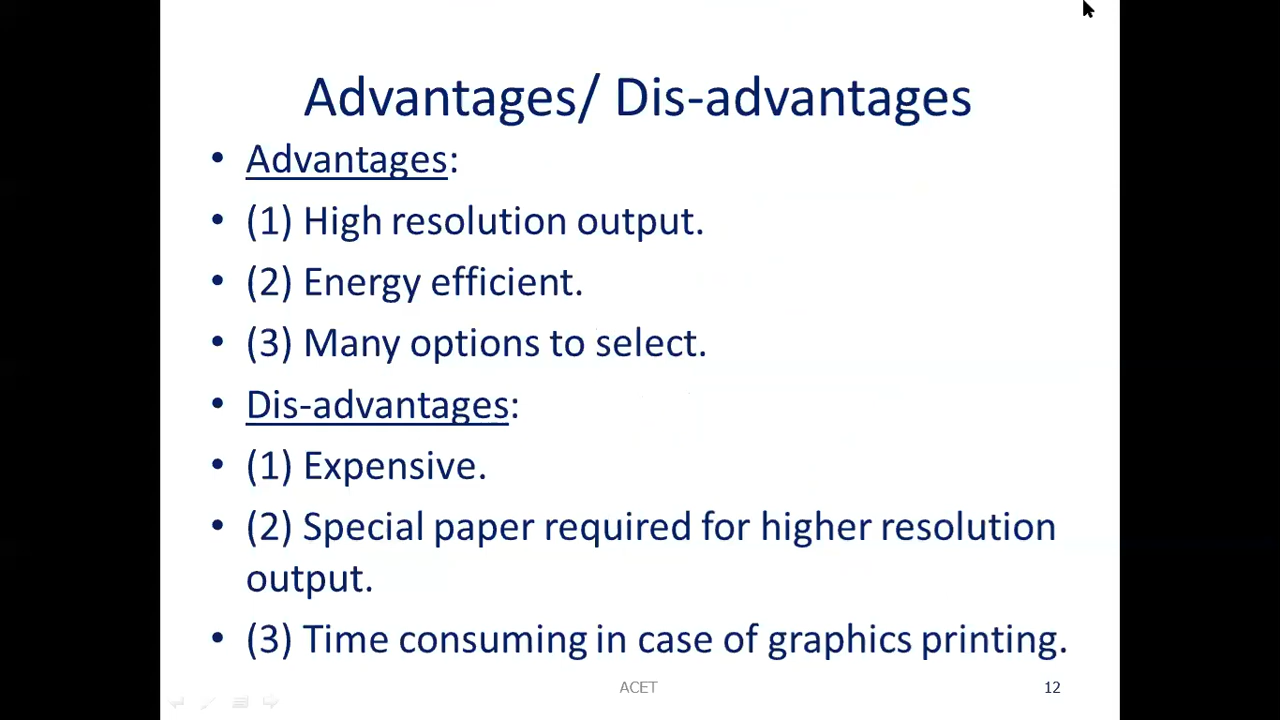 Advantages/ Dis-advantages
• Advantages:
• (1) High resolution output.
• (2) Energy efficient.
• (3) Many options to select.
• Dis-advantages:
• (1) Expensive.
• (2) Special paper required for higher resolution
output.
• (3) Time consuming in case of graphics printing.
ACET
12